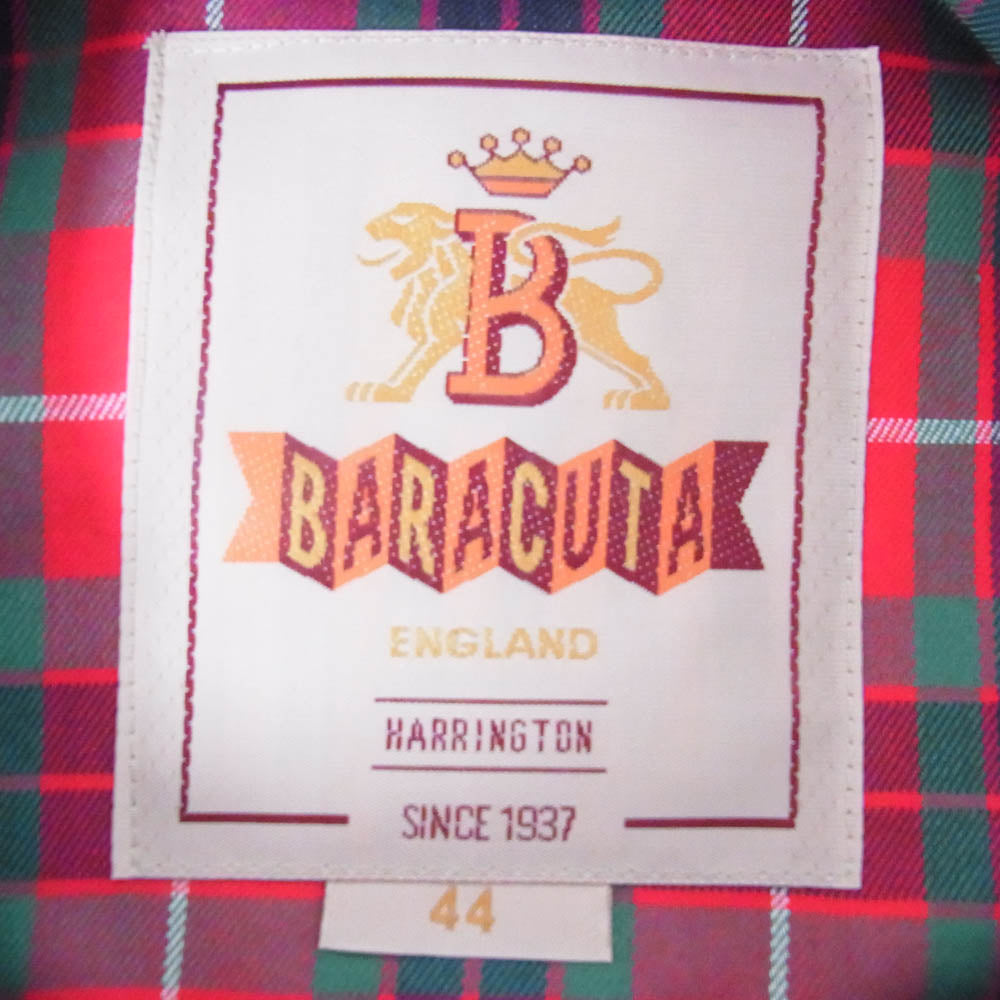 B
BARACUTA
ENGLAND
HARRINGTON
SINCE 1937
44